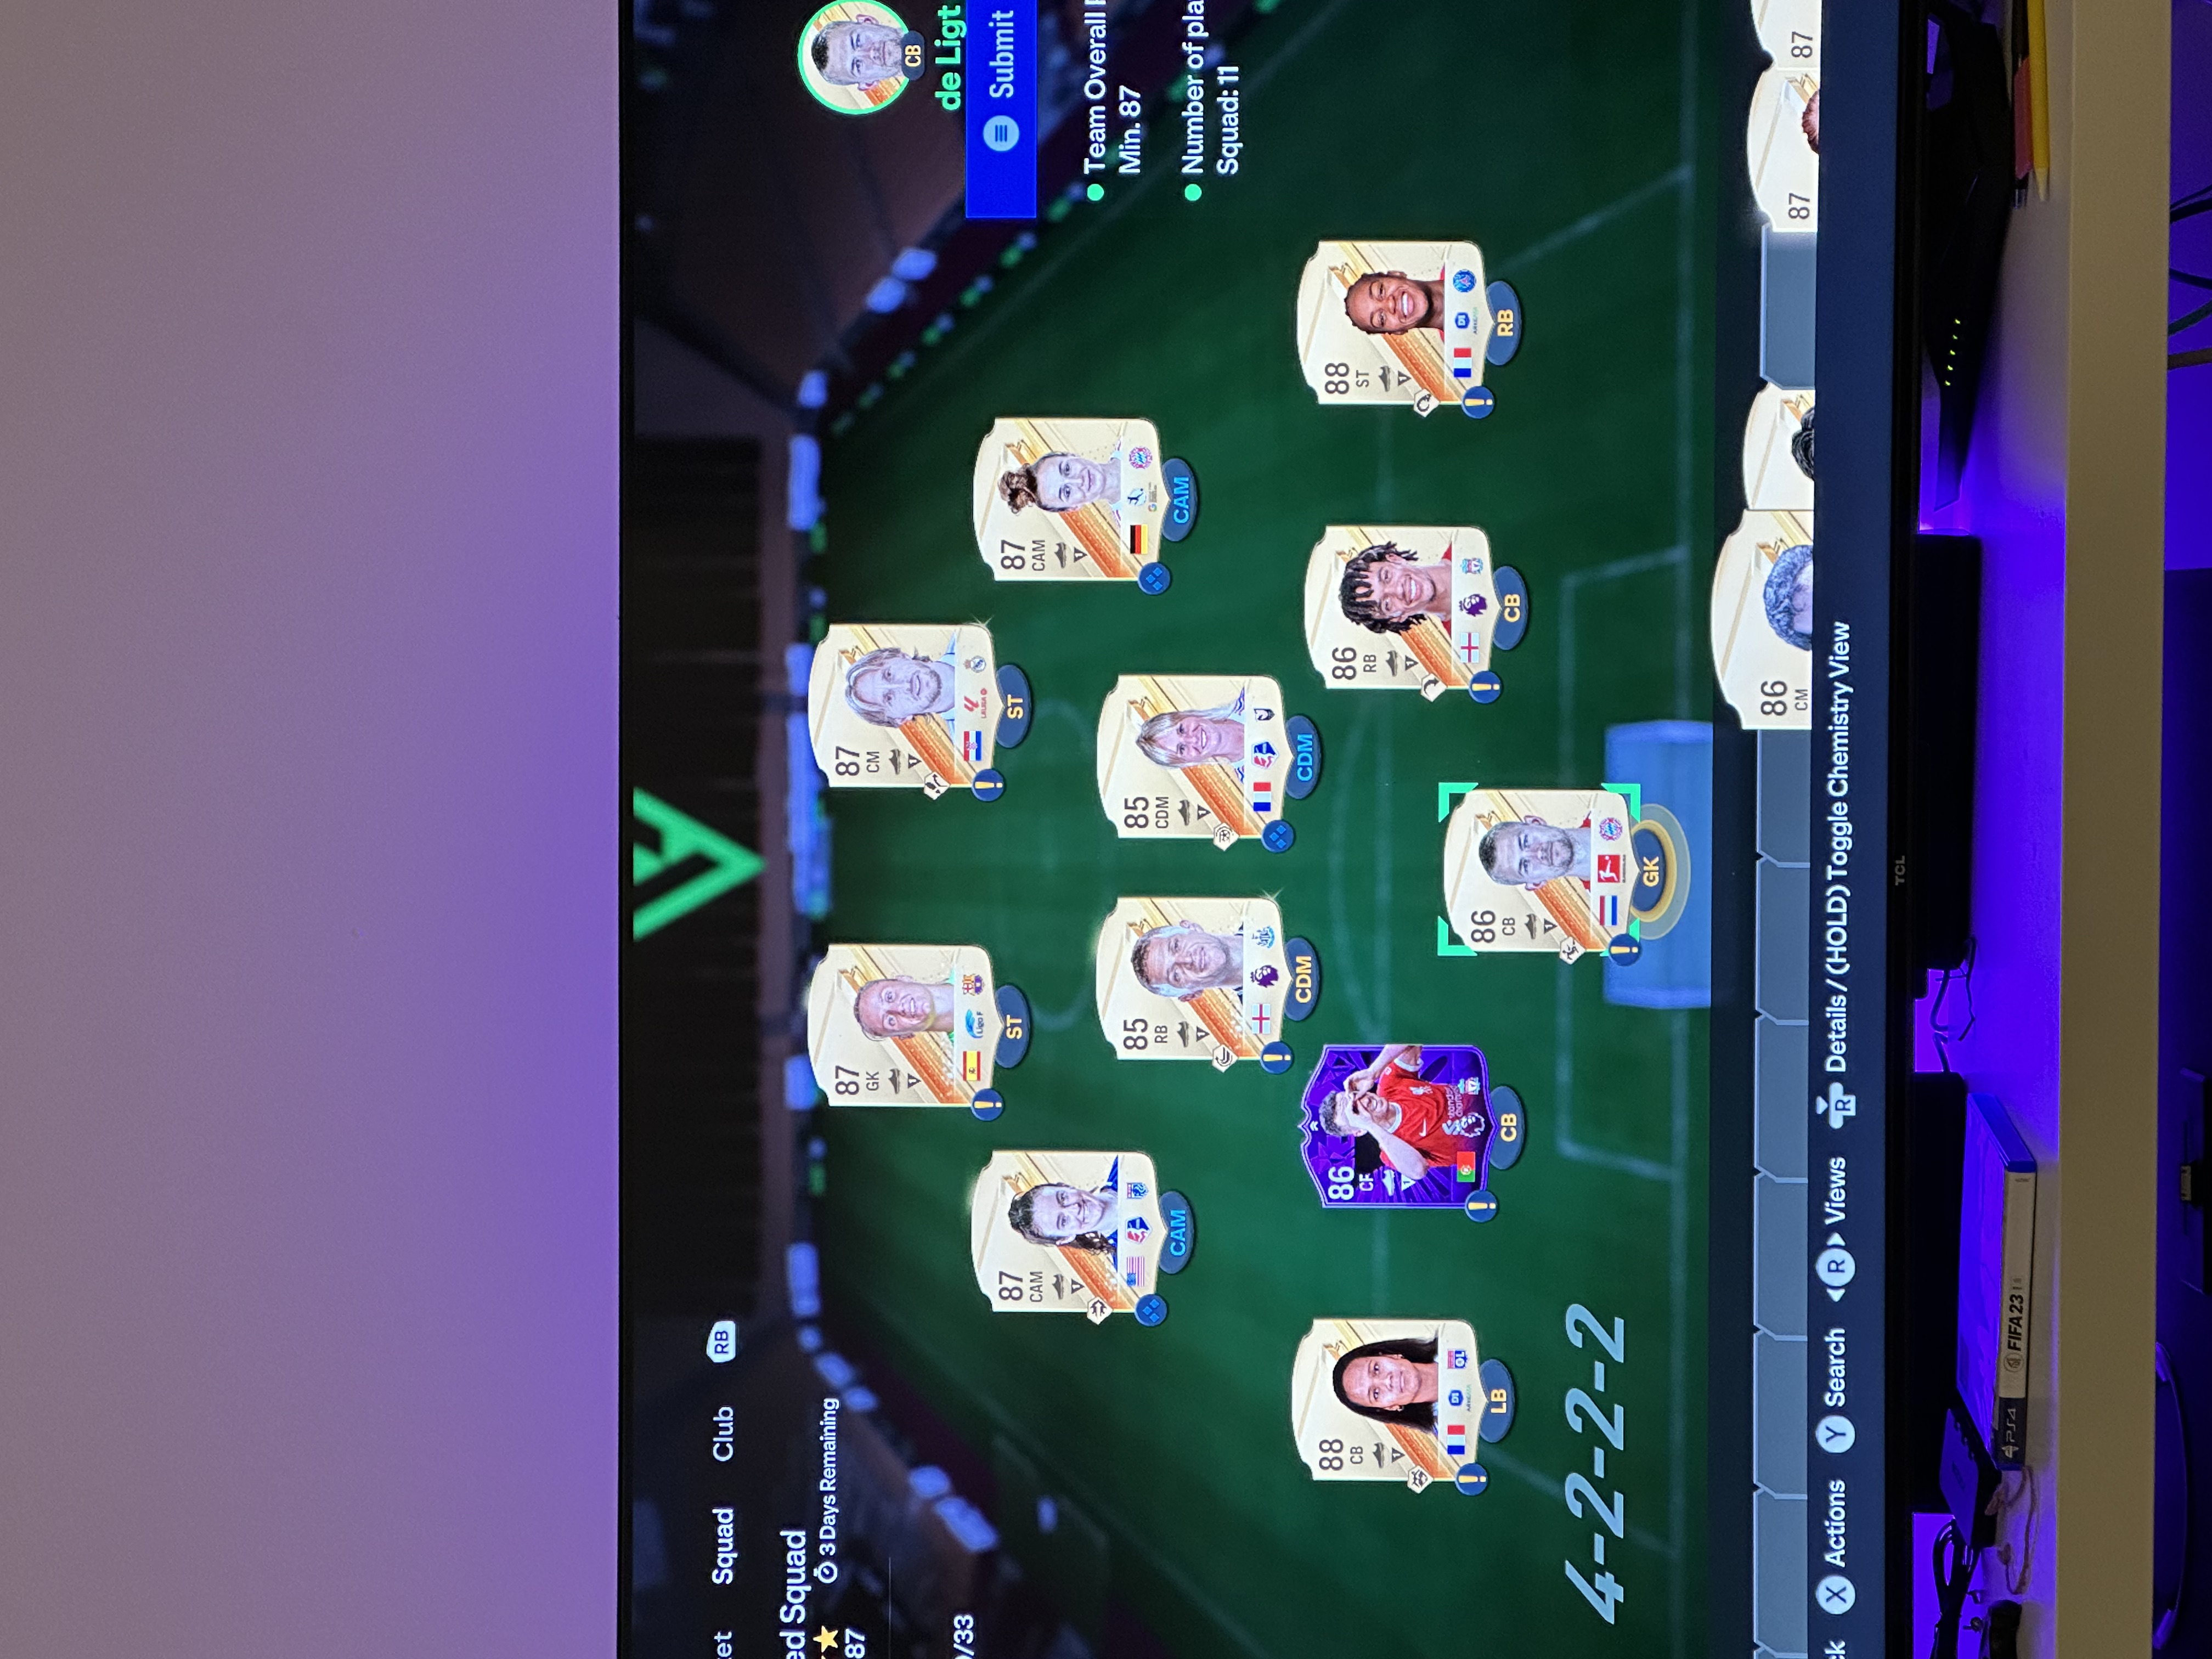 Squad Club RB
ed Squad
3 Days Remaining
87
/33
87
GK
ST
87
CM
ST
CB
de Ligt
Submit
87
CAM
CAM
87
CAM
CAM
Team Overall
Min. 87
Number of pla
Squad: 11
85
RB
CDM
85
CDM
CDM
88
CB
LB
86
CF
CB
86
RB
CB
88
ST
RB
86
CB
GK
4-2-2-2
86
CM
87
87
ck X Actions Y Search R Views R Details / (HOLD) Toggle Chemistry View
TCL
PS4 FIFA 23